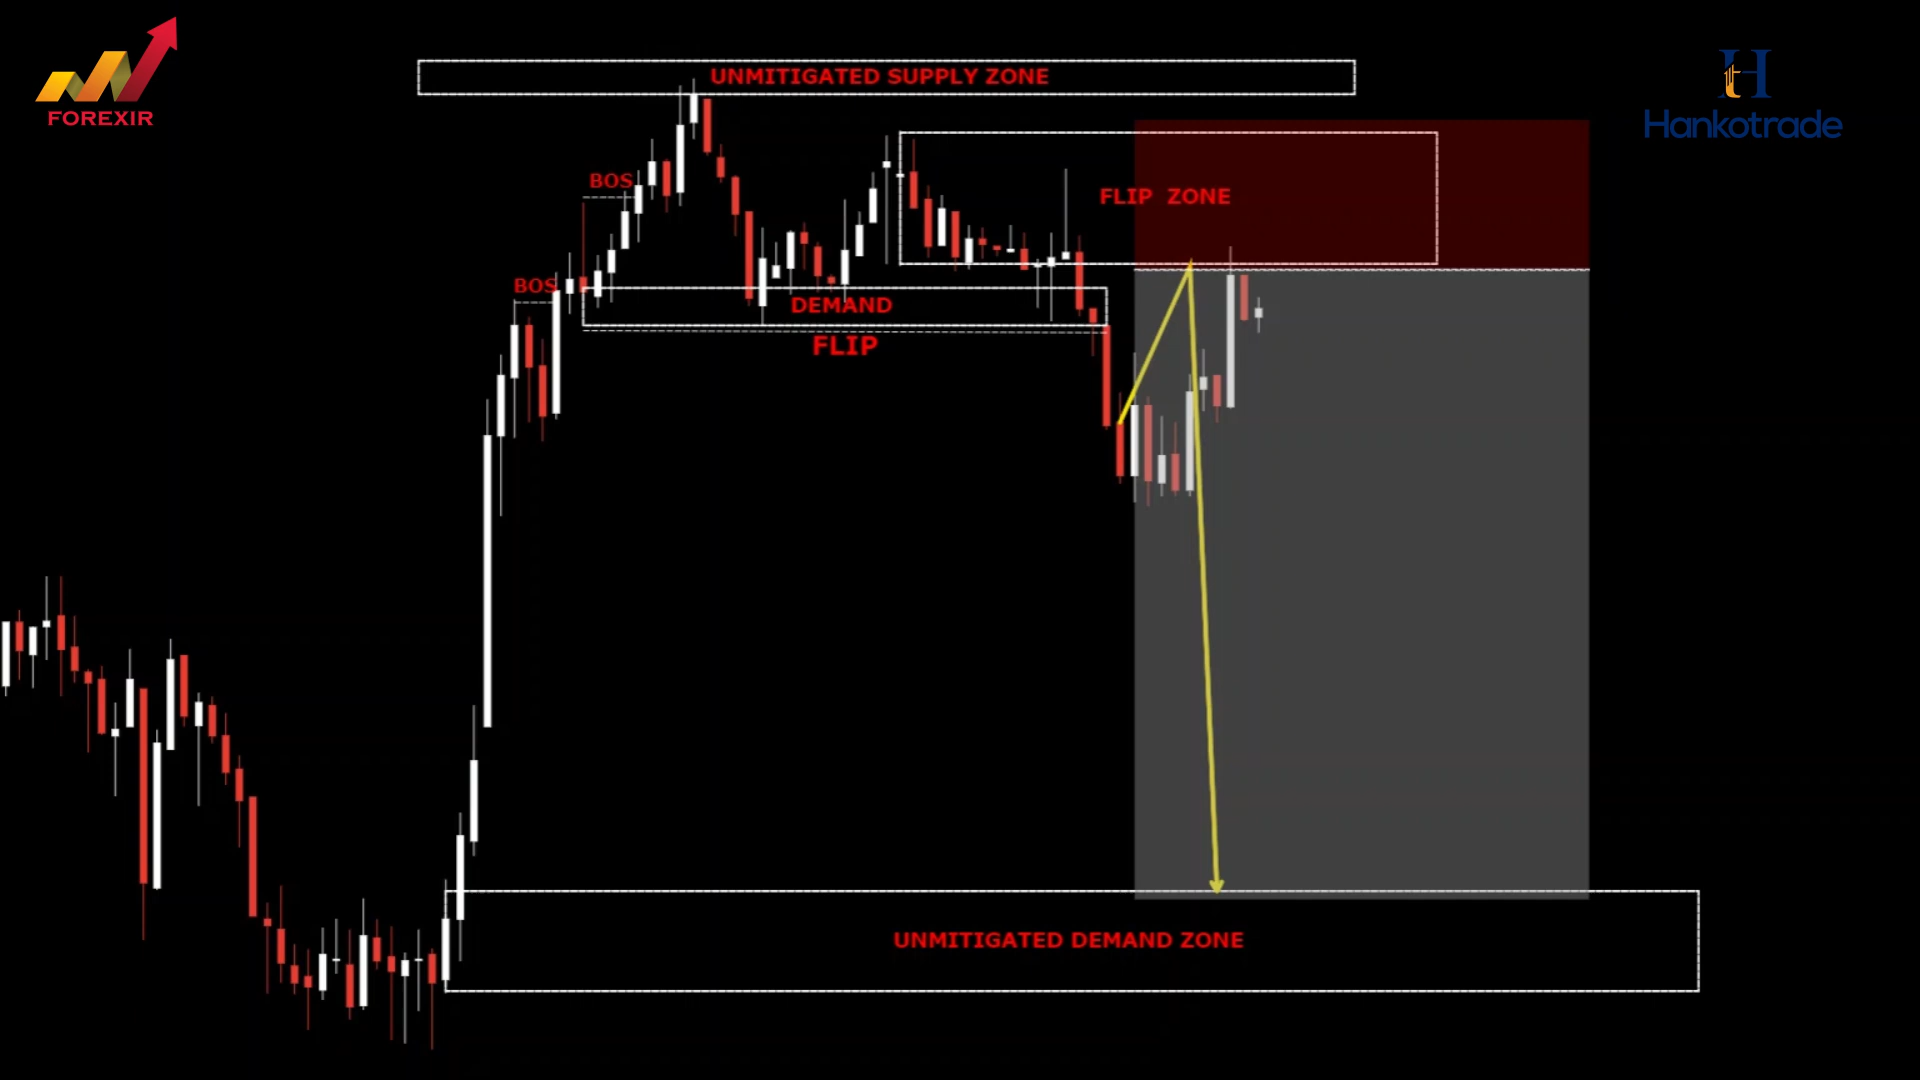 FOREXIR
UNMITIGATED SUPPLY ZONE
H
Hankotrade
BOS
FLIP ZONE
BOS
DEMAND
FLIP
UNMITIGATED DEMAND ZONE